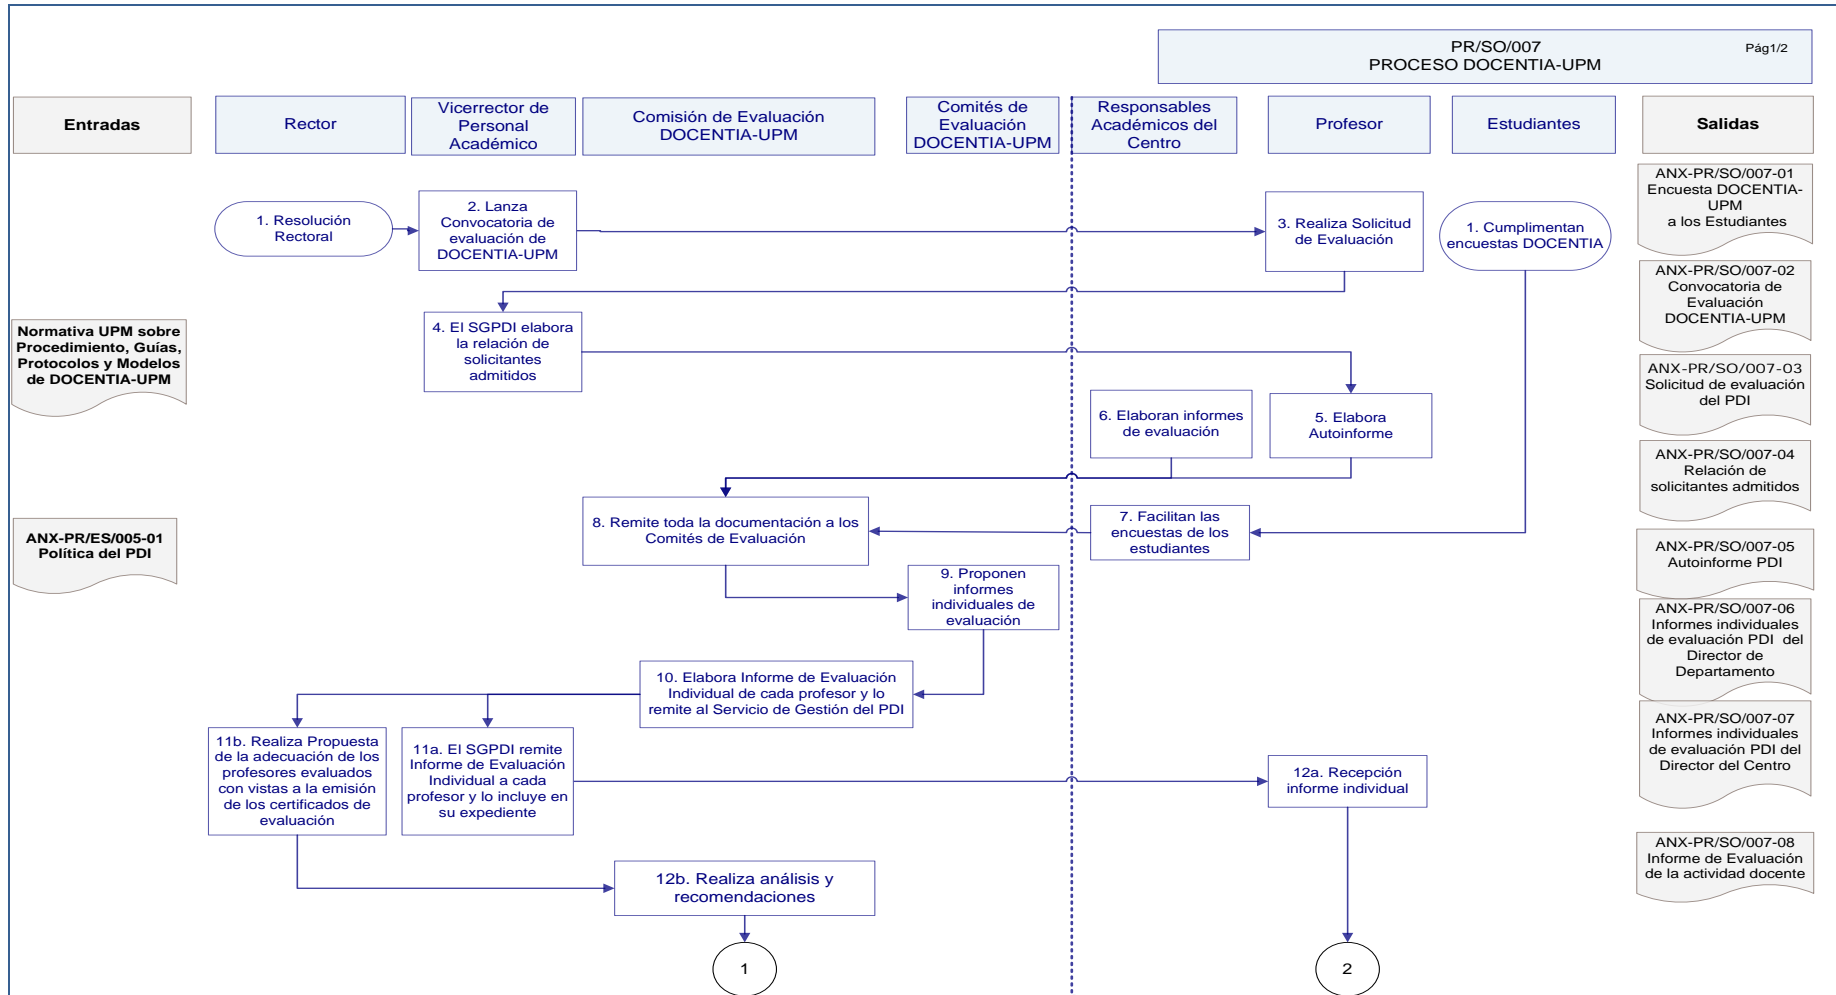 PR/SO/007
PROCESO DOCENTIA-UPM
Pág1/2
Entradas
Rector
Vicerrector de
Personal
Académico
Comisión de Evaluación
DOCENTIA-UPM
Comités de
Evaluación
DOCENTIA-UPM
Responsables
Académicos del
Centro
Profesor
Estudiantes
Salidas
1. Resolución
Rectoral
2. Lanza
Convocatoria de
evaluación de
DOCENTIA-UPM
3. Realiza Solicitud
de Evaluación
1. Cumplimentan
encuestas DOCENTIA
ANX-PR/SO/007-01
Encuesta DOCENTIA-
UPM
a los Estudiantes
ANX-PR/SO/007-02
Convocatoria de
Evaluación
DOCENTIA-UPM
Normativa UPM sobre
Procedimiento, Guías,
Protocolos y Modelos
de DOCENTIA-UPM
4. El SGPDI elabora
la relación de
solicitantes
admitidos
ANX-PR/SO/007-03
Solicitud de evaluación
del PDI
6. Elaboran informes
de evaluación
5. Elabora
Autoinforme
ANX-PR/SO/007-04
Relación de
solicitantes admitidos
ANX-PR/ES/005-01
Política del PDI
8. Remite toda la documentación a los
Comités de Evaluación
7. Facilitan las
encuestas de los
estudiantes
ANX-PR/SO/007-05
Autoinforme PDI
9. Proponen
informes
individuales de
evaluación
ANX-PR/SO/007-06
Informes individuales
de evaluación PDI  del
Director de
Departamento
10. Elabora Informe de Evaluación
Individual de cada profesor y lo
remite al Servicio de Gestión del PDI
11b. Realiza Propuesta
de la adecuación de los
profesores evaluados
con vistas a la emisión
de los certificados de
evaluación
11a. El SGPDI remite
Informe de Evaluación
Individual a cada
profesor y lo incluye en
su expediente
12a. Recepción
informe individual
ANX-PR/SO/007-07
Informes individuales
de evaluación PDI del
Director del Centro
12b. Realiza análisis y
recomendaciones
ANX-PR/SO/007-08
Informe de Evaluación
de la actividad docente
1
2